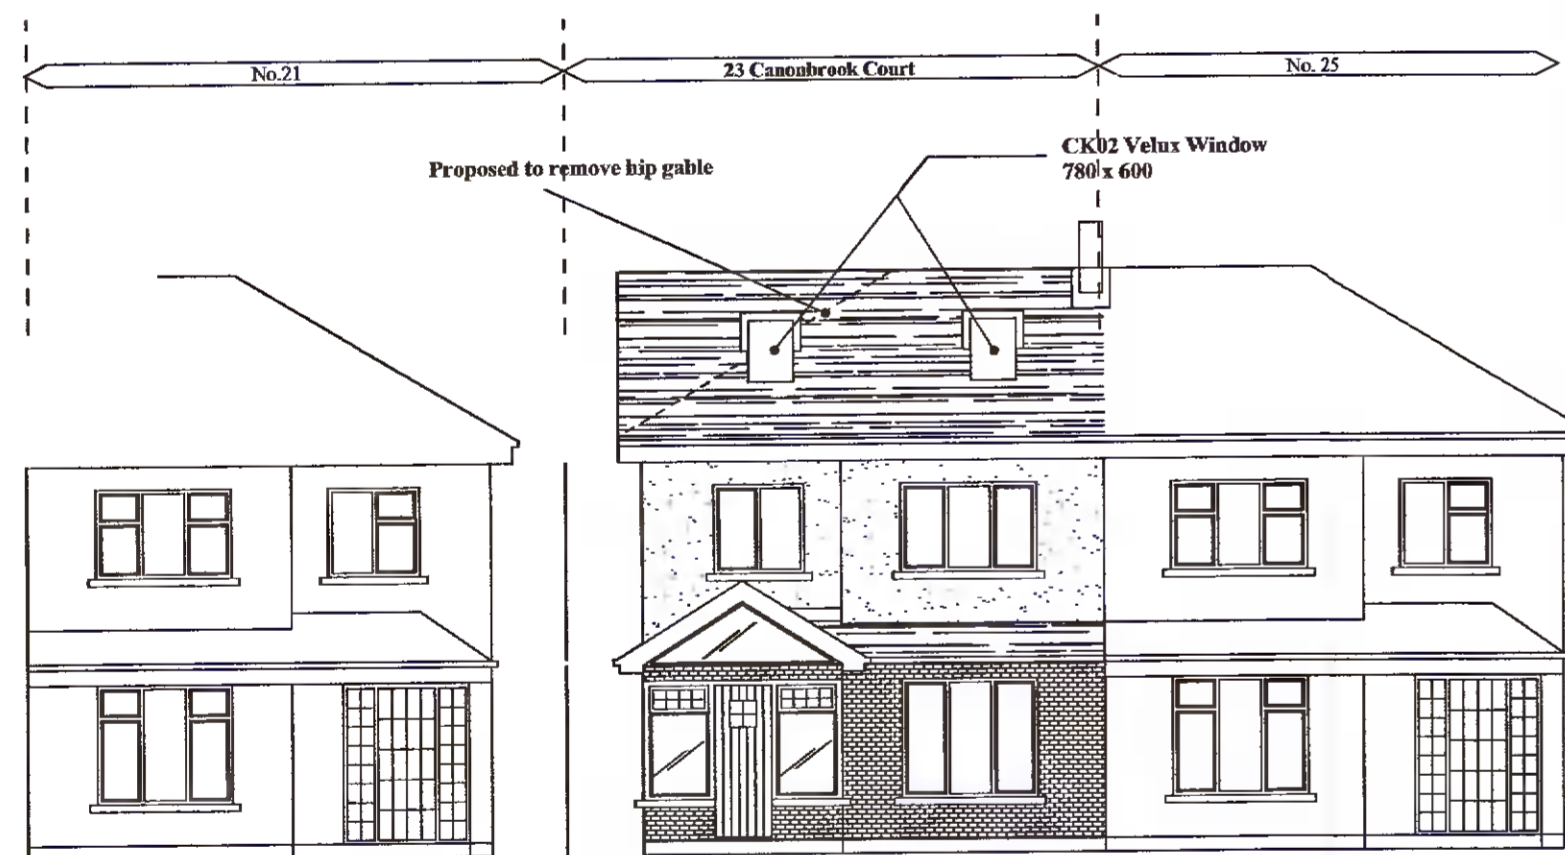 No.21
23 Canonbrook Court
No. 25
Proposed to remove hip gable
CK02 Velux Window
780 x 600